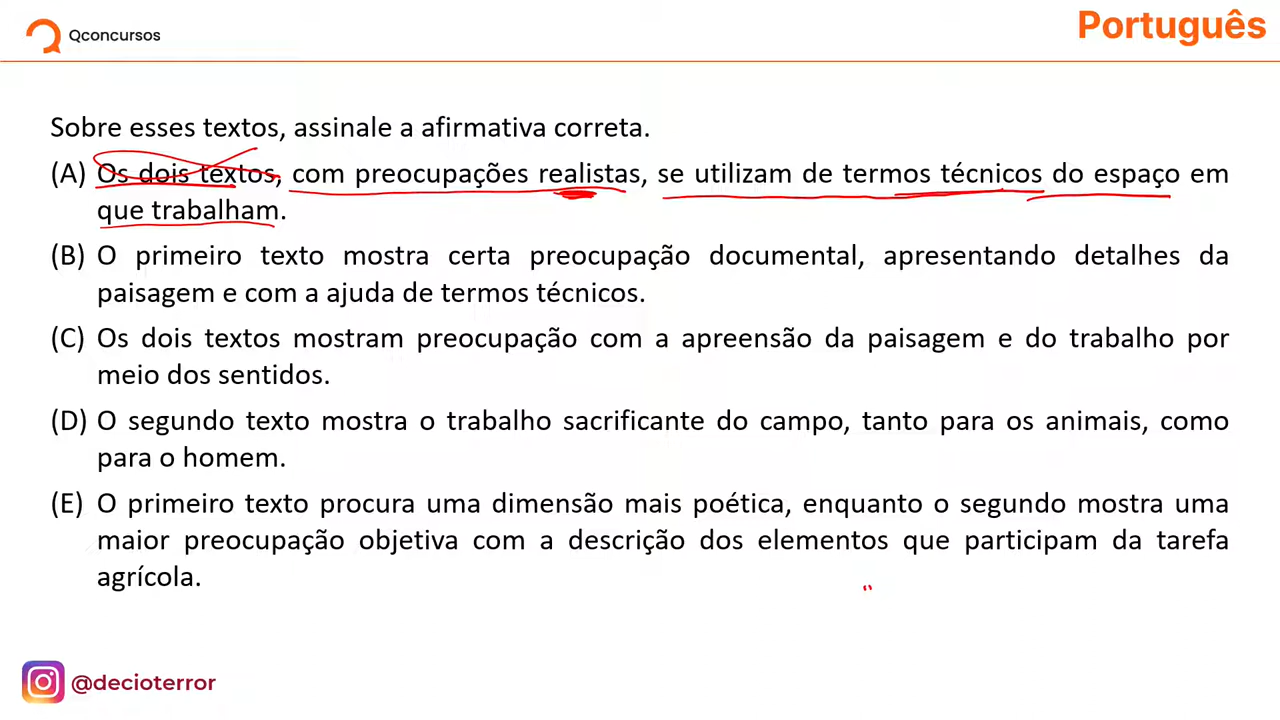 Qconcursos
Português
Sobre esses textos, assinale a afirmativa correta.
(A) Os dois textos, com preocupações realistas, se utilizam de termos técnicos do espaço em
que trabalham.
(B) O primeiro texto mostra certa preocupação documental, apresentando detalhes da
paisagem e com a ajuda de termos técnicos.
(C) Os dois textos mostram preocupação com a apreensão da paisagem e do trabalho por
meio dos sentidos.
(D) O segundo texto mostra o trabalho sacrificante do campo, tanto para os animais, como
para o homem.
(E) O primeiro texto procura uma dimensão mais poética, enquanto o segundo mostra uma
maior preocupação objetiva com a descrição dos elementos que participam da tarefa
agrícola.
@decioterror